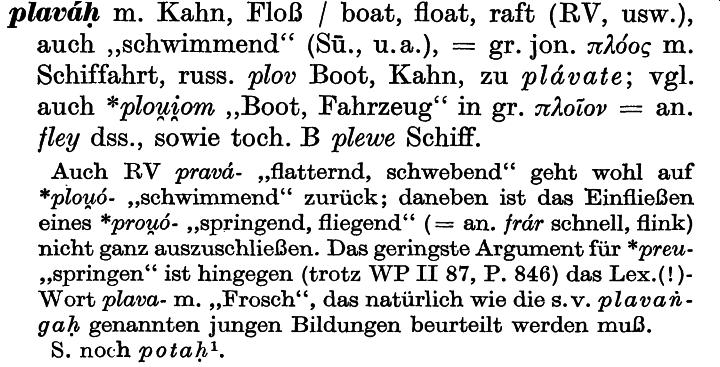 plaváḥ m. Kahn, Floß / boat, float, raft (RV, usw.),
auch „schwimmend“ (Sū., u. a.), = gr. jon. πλόος m.
Schiffahrt, russ. plov Boot, Kahn, zu plávate; vgl.
auch *plou̯i̯om „Boot, Fahrzeug“ in gr. πλοῖον = an.
fley dss., sowie toch. B plewe Schiff.
Auch RV pravá- „flatternd, schwebend“ geht wohl auf
*plou̯ó- „schwimmend“ zurück; daneben ist das Einfließen
eines *prou̯ó- „springend, fliegend“ (= an. frár schnell, flink)
nicht ganz auszuschließen. Das geringste Argument für *preu-
„springen“ ist hingegen (trotz WP II 87, P. 846) das Lex.(!)-
Wort plava- m. „Frosch“, das natürlich wie die s. v. plavaṅ-
gaḥ genannten jungen Bildungen beurteilt werden muß.
S. noch potaḥ¹.